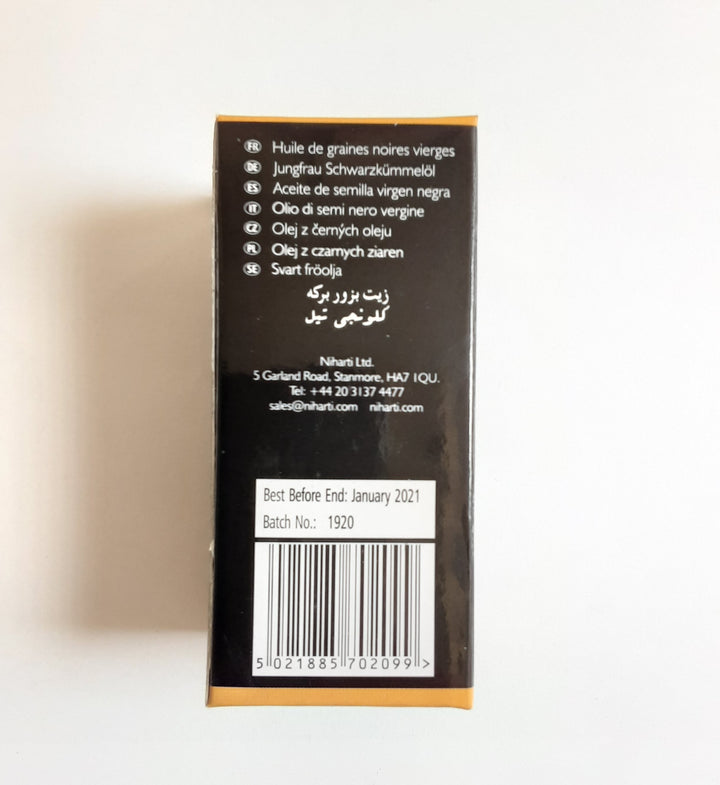 FR Huile de graines noires vierges
DE Jungfrau Schwarzkümmelöl
ES Aceite de semilla virgen negra
IT Olio di semi nero vergine
CZ Olej z černých oleju
PL Olej z czarnych ziaren
SE Svart fröolja
زيت بزور بركه
کلونجی تیل
Niharti Ltd.
5 Garland Road, Stanmore, HA7 1QU.
Tel: +44 20 3137 4477
sales@niharti.com niharti.com
Best Before End: January 2021
Batch No.: 1920
5 021885 702099 >